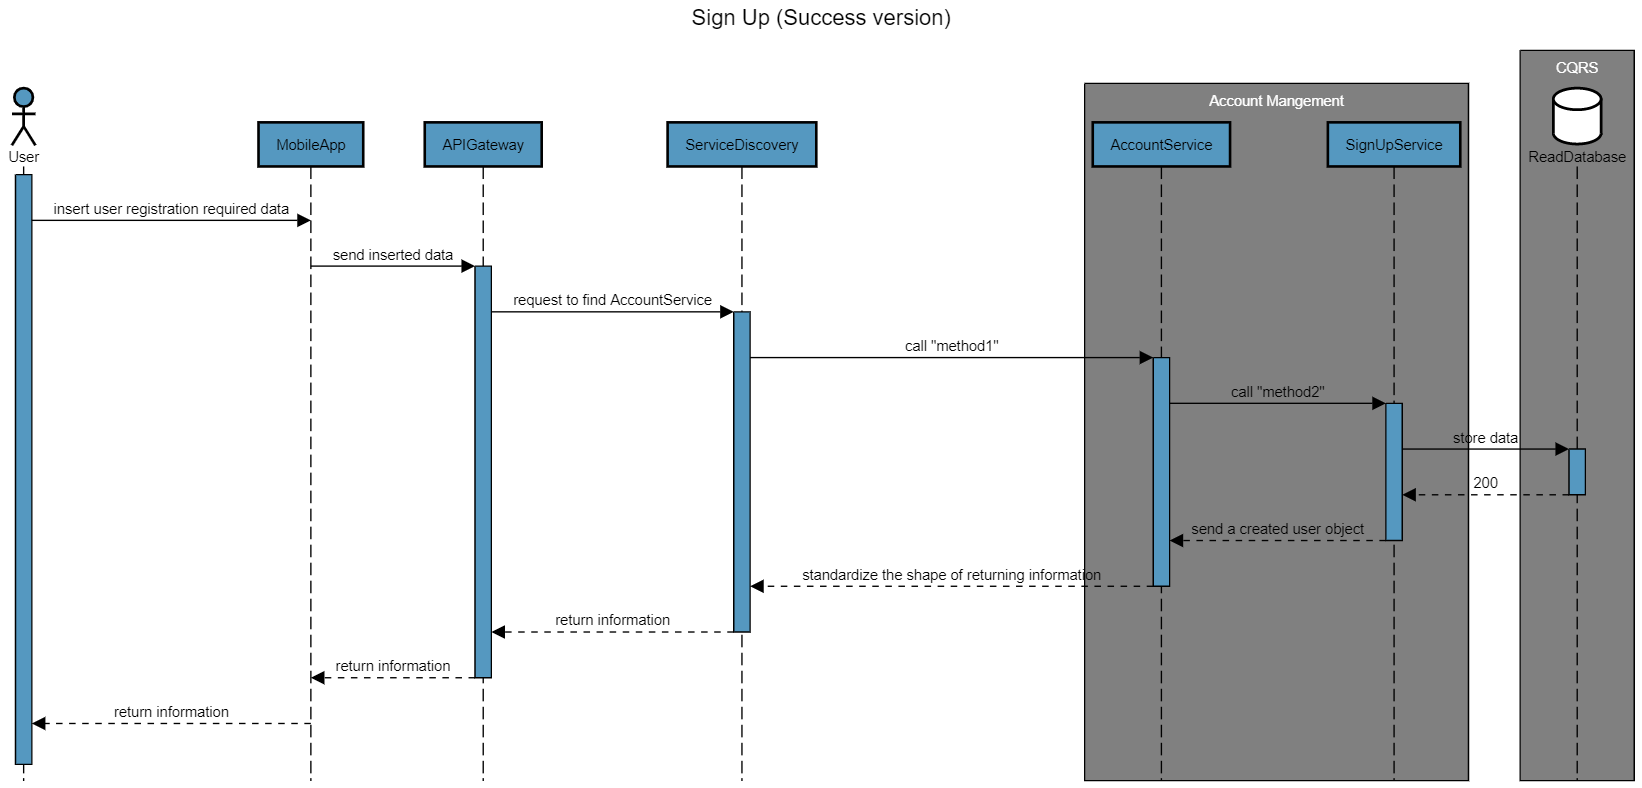 Sign Up (Success version)
CQRS
Account Mangement
User
MobileApp
APIGateway
ServiceDiscovery
AccountService
SignUpService
ReadDatabase
insert user registration required data
send inserted data
request to find AccountService
call "method1"
call "method2"
store data
200
send a created user object
standardize the shape of returning information
return information
return information
return information